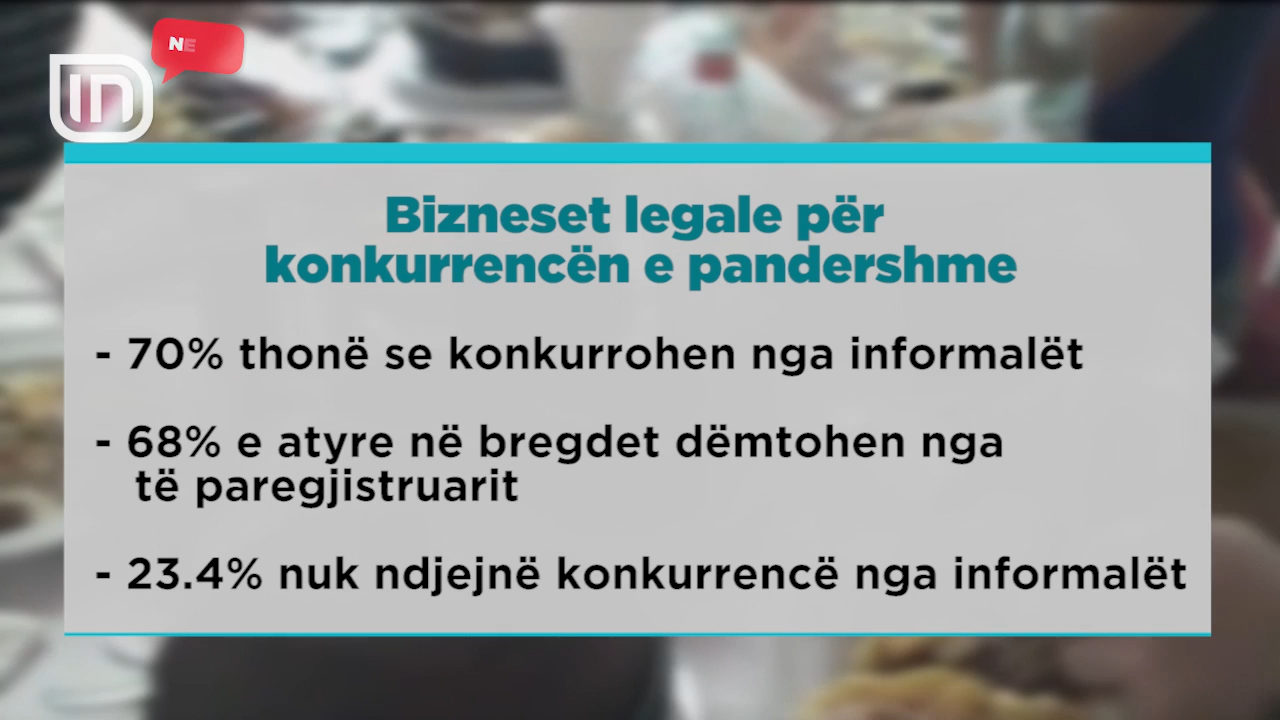 NE
IN
Bizneset legale për
konkurrencën e pandershme
- 70% thonë se konkurrohen nga informalët
- 68% e atyre në bregdet dëmtohen nga
të paregjistruarit
- 23.4% nuk ndjejnë konkurrencë nga informalët